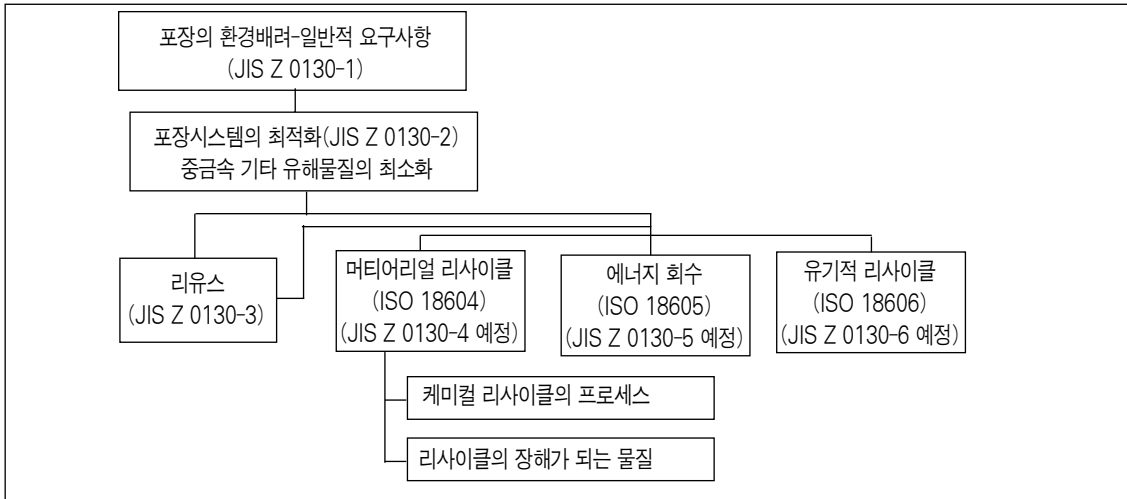 포장의 환경배려-일반적 요구사항
(JIS Z 0130-1)
포장시스템의 최적화(JIS Z 0130-2)
중금속 기타 유해물질의 최소화
리유스
(JIS Z 0130-3)
머티어리얼 리사이클
(ISO 18604)
(JIS Z 0130-4 예정)
에너지 회수
(ISO 18605)
(JIS Z 0130-5 예정)
유기적 리사이클
(ISO 18606)
(JIS Z 0130-6 예정)
케미컬 리사이클의 프로세스
리사이클의 장해가 되는 물질